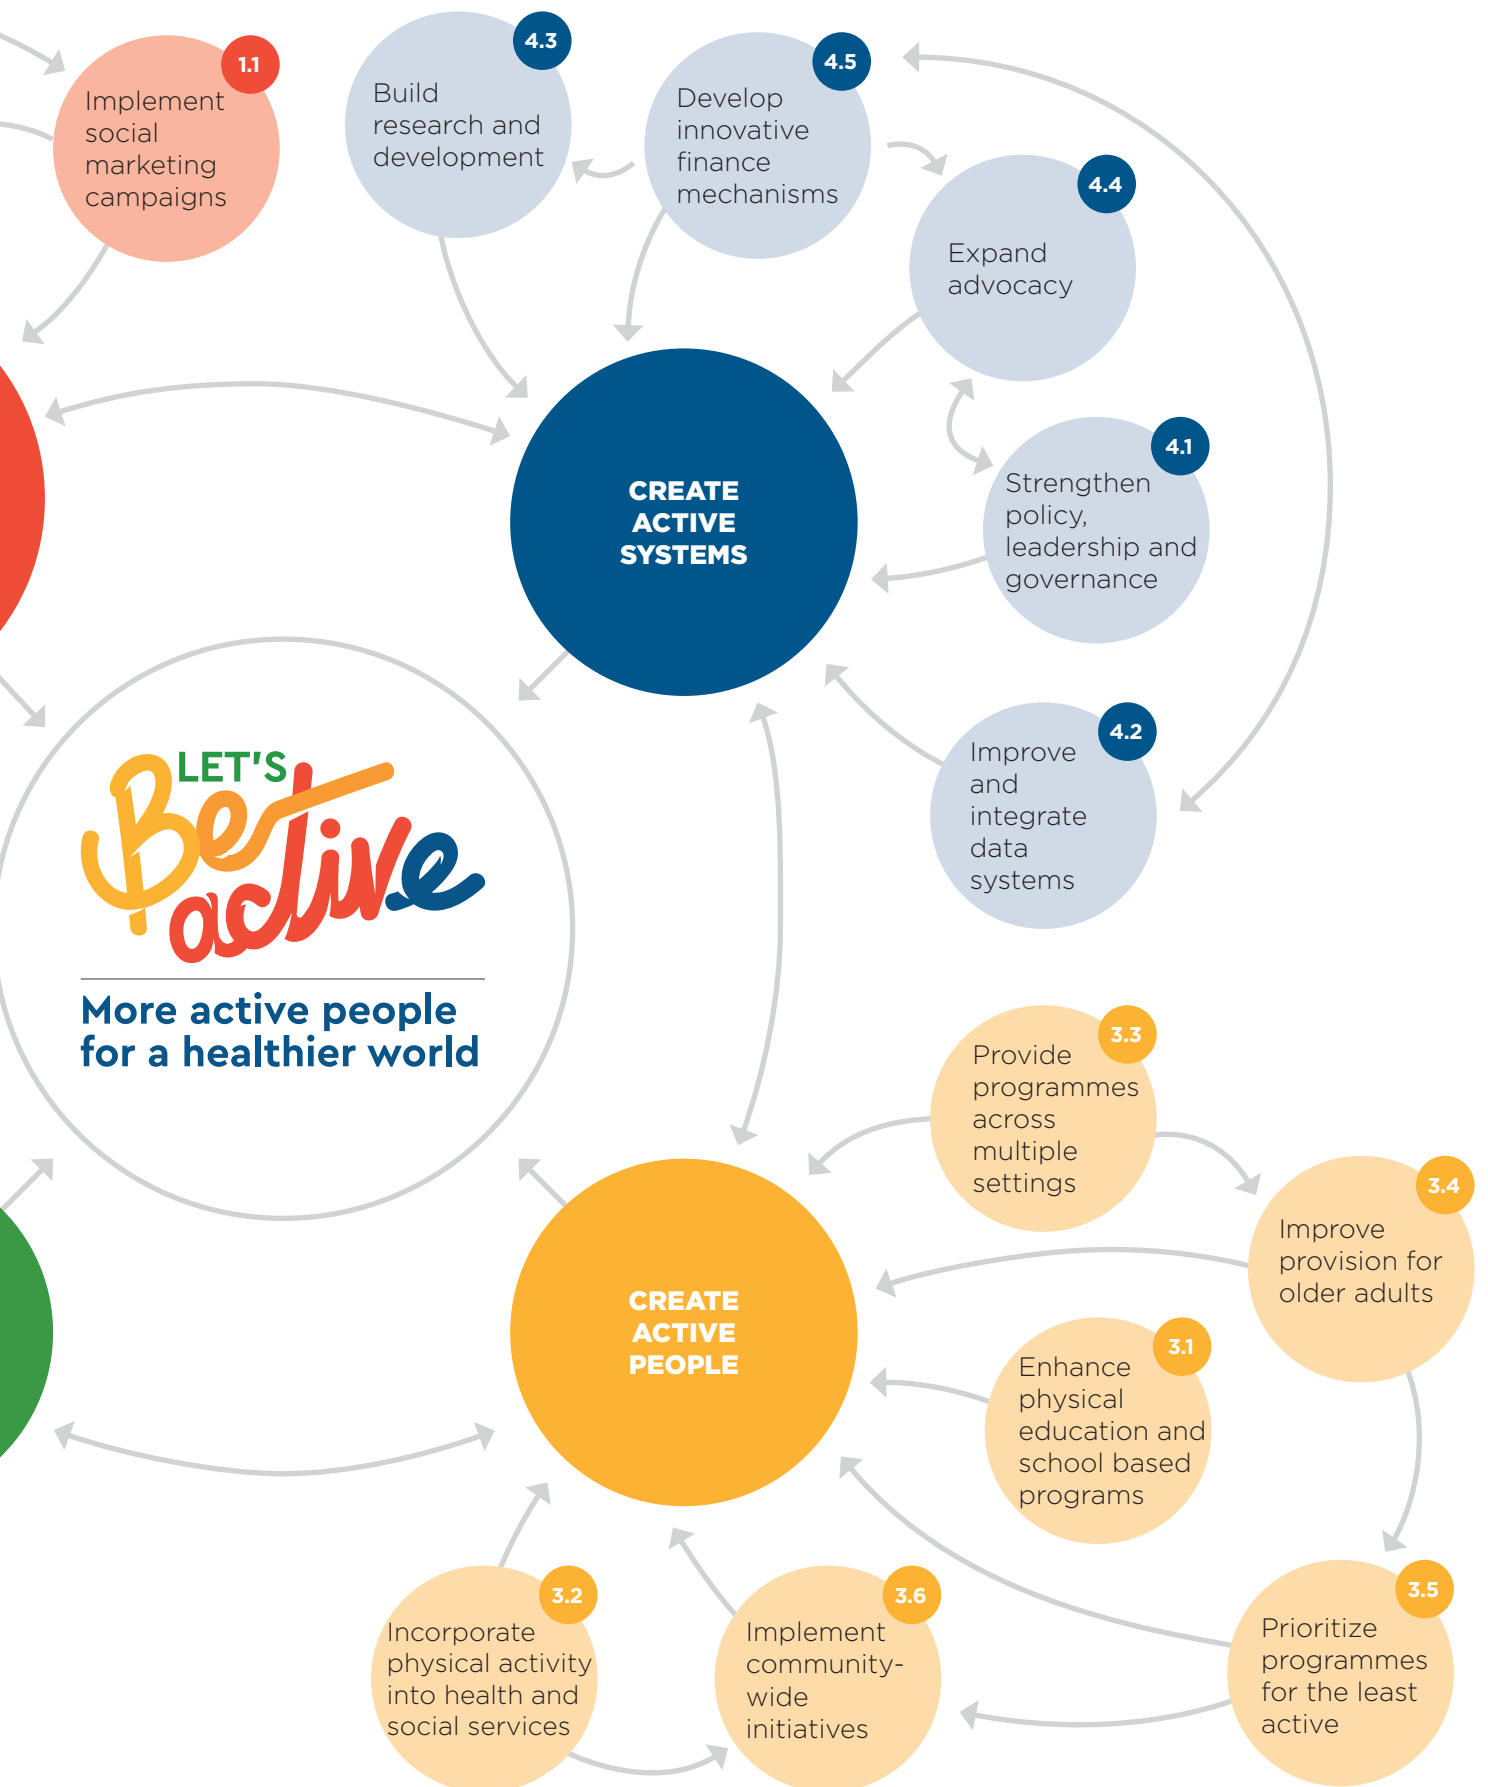 1.1
Implement
social
marketing
campaigns
4.3
Build
research and
development
4.5
Develop
innovative
finance
mechanisms
4.4
Expand
advocacy
CREATE
ACTIVE
SYSTEMS
4.1
Strengthen
policy,
leadership and
governance
4.2
Improve
and
integrate
data
systems
LET'S
Be
active
More active people
for a healthier world
3.3
Provide
programmes
across
multiple
settings
3.4
Improve
provision for
older adults
CREATE
ACTIVE
PEOPLE
3.1
Enhance
physical
education and
school based
programs
3.2
Incorporate
physical activity
into health and
social services
3.6
Implement
community-
wide
initiatives
3.5
Prioritize
programmes
for the least
active